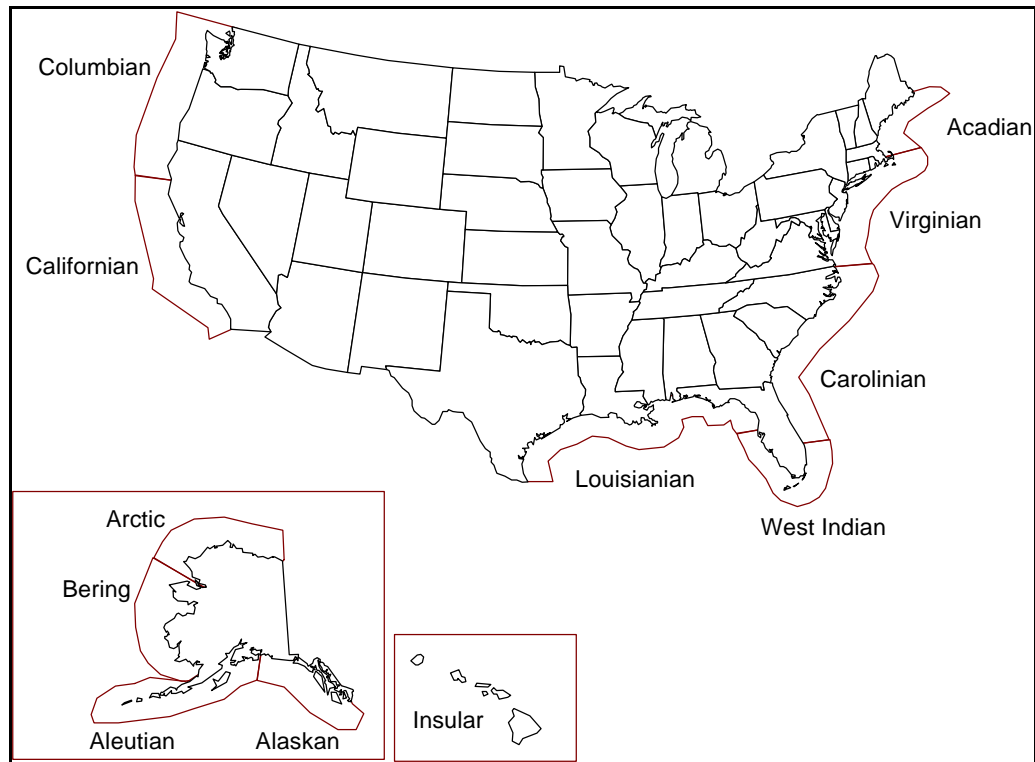 Columbian
Acadian
Virginian
Californian
Carolinian
Louisianian
West Indian
Arctic
Bering
Insular
Aleutian
Alaskan